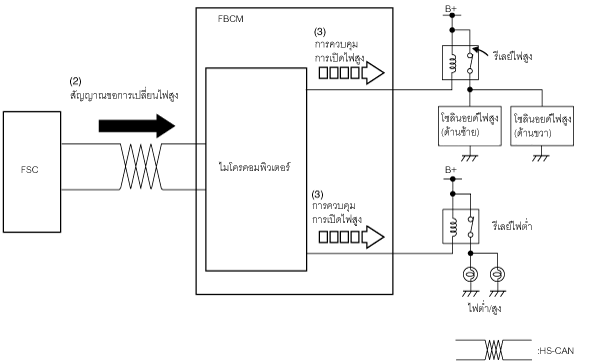 FBCM
(3)
การควบคุม
การเปิดไฟสูง
B+
รีเลย์ไฟสูง
(2)
สัญญาณขอการเปลี่ยนไฟสูง
โซลินอยด์ไฟสูง
(ด้านซ้าย)
โซลินอยด์ไฟสูง
(ด้านขวา)
FSC
ไมโครคอมพิวเตอร์
B+
(3)
การควบคุม
การเปิดไฟสูง
รีเลย์ไฟต่ำ
ไฟต่ำ/สูง
:HS-CAN